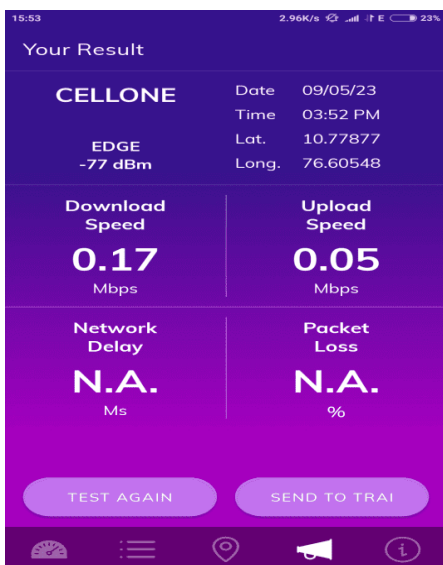 15:53 2.96K/s E 23%
Your Result
CELLONE
EDGE
-77 dBm
Date 09/05/23
Time 03:52 PM
Lat. 10.77877
Long. 76.60548
Download
Speed
0.17
Mbps
Upload
Speed
0.05
Mbps
Network
Delay
N.A.
Ms
Packet
Loss
N.A.
%
TEST AGAIN
SEND TO TRAI